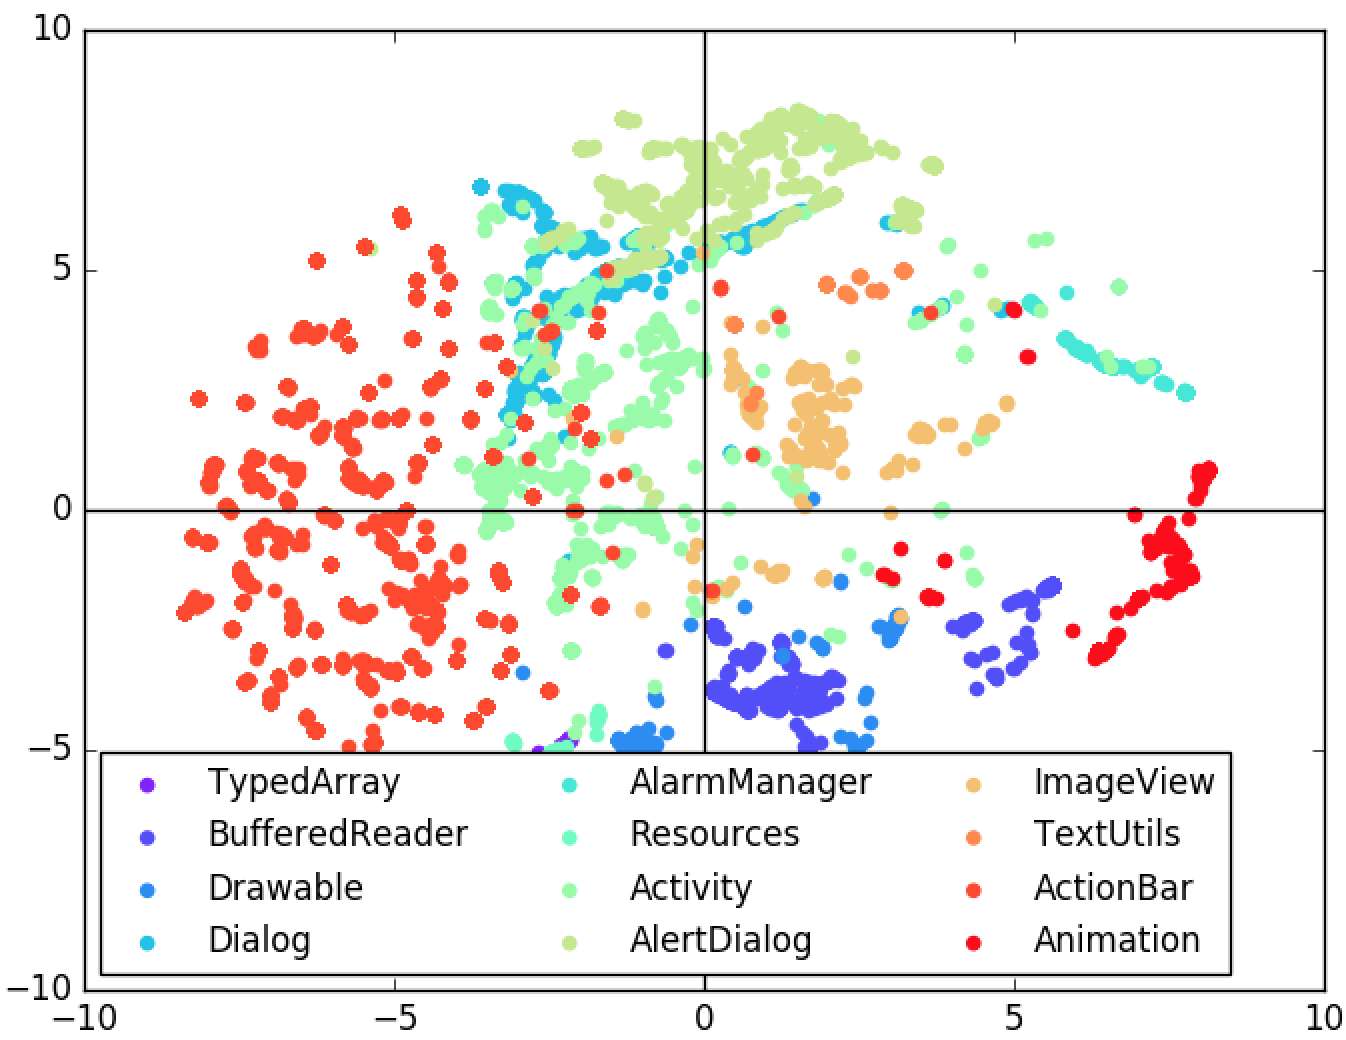 10
5
0
−5
−10
−10 −5 0 5 10
TypedArray AlarmManager ImageView
BufferedReader Resources TextUtils
Drawable Activity ActionBar
Dialog AlertDialog Animation